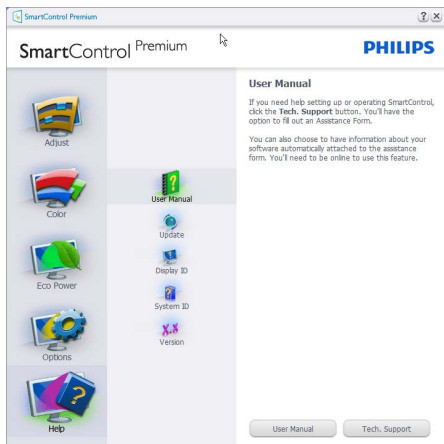 SmartControl Premium
SmartControl Premium
PHILIPS
Adjust
Color
Eco Power
Options
Help
User Manual
Update
Display ID
System ID
X.X
Version
User Manual
If you need help setting up or operating SmartControl,
click the Tech. Support button. You'll have the
option to fill out an Assistance Form.
You can also choose to have information about your
software automatically attached to the assistance
form. You'll need to be online to use this feature.
User Manual
Tech. Support